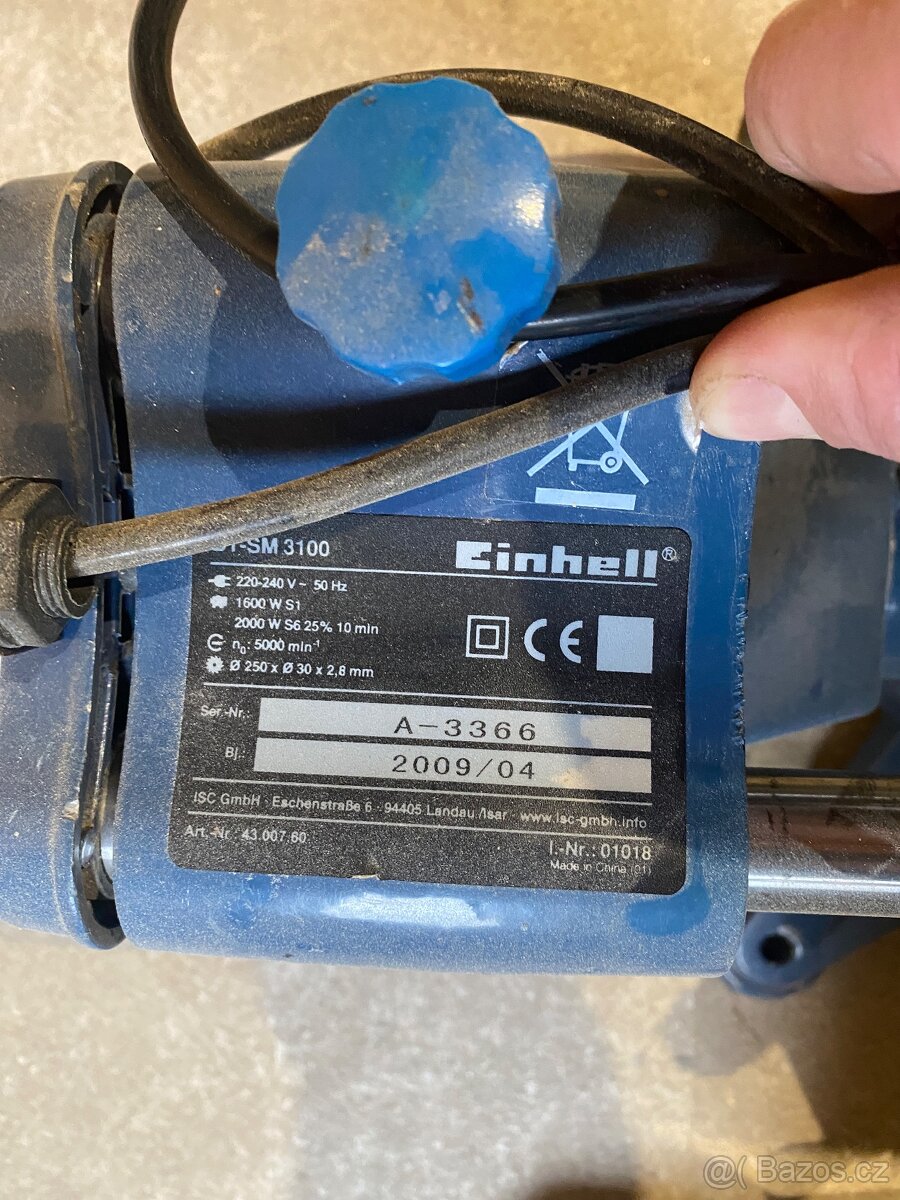 -SM 3100
Einhell®
220-240 V ~ 50 Hz
1600 W S1
2000 W S6 25% 10 min
n₀: 5000 min⁻¹
Ø 250 x Ø 30 x 2,8 mm
CE
Ser.-Nr.: A-3366
Bj.: 2009/04
ISC GmbH · Eschenstraße 6 · 94405 Landau/Isar · www.isc-gmbh.info
Art.-Nr. 43.007.60
I.-Nr.: 01018
Made in China (01)
@( Bazos.cz